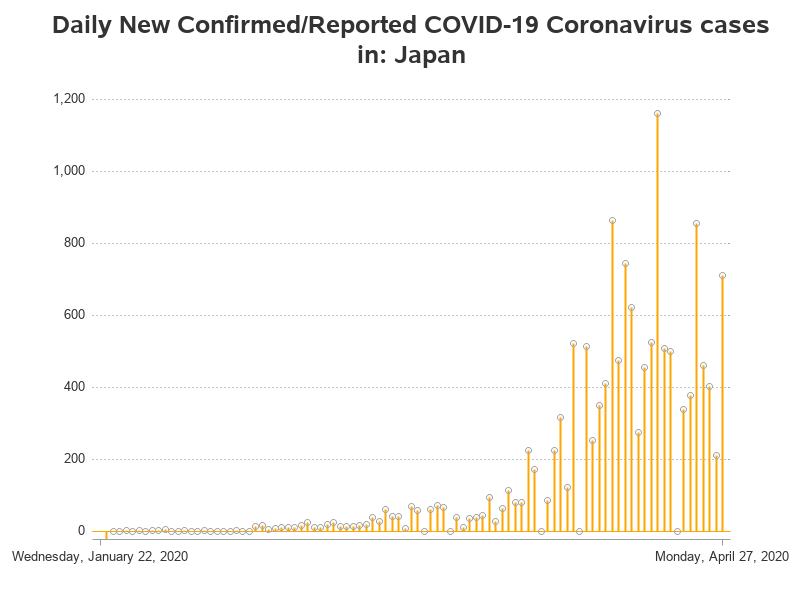 Daily New Confirmed/Reported COVID-19 Coronavirus cases
in: Japan
1,200
1,000
800
600
400
200
0
Wednesday, January 22, 2020
Monday, April 27, 2020